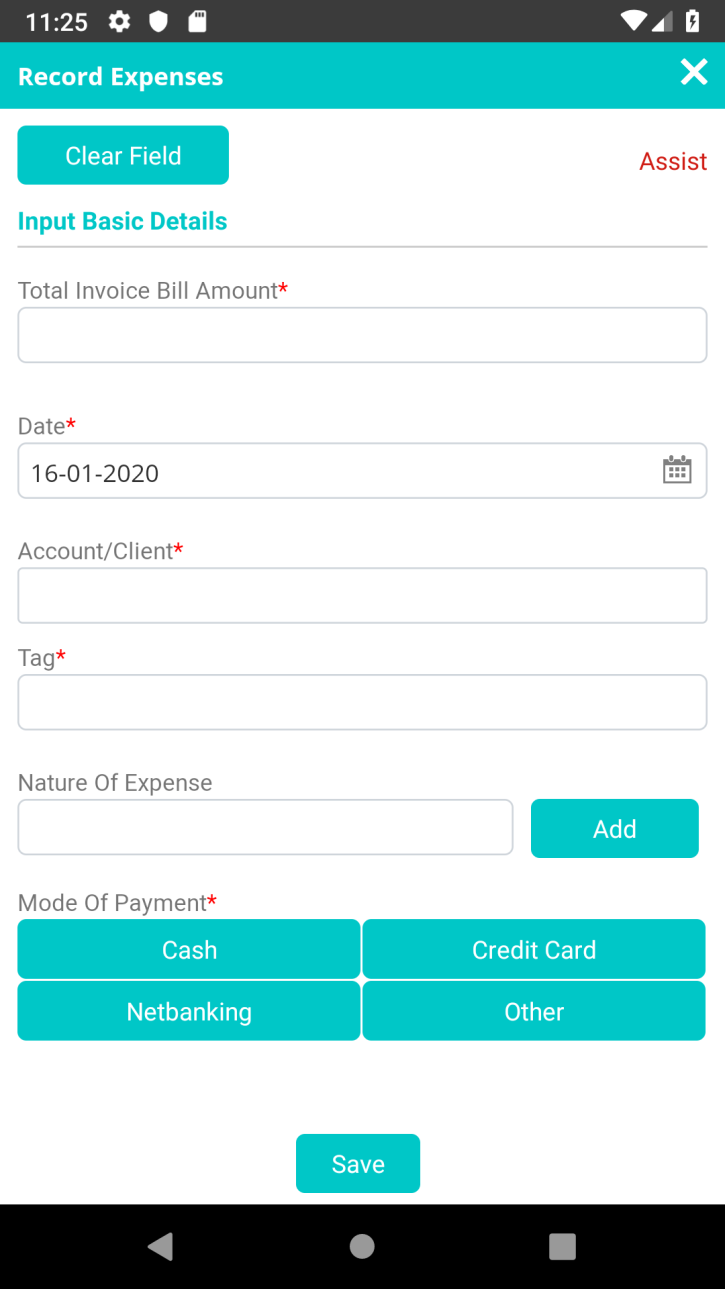 11:25
Record Expenses
Clear Field
Assist
Input Basic Details
Total Invoice Bill Amount*
Date*
16-01-2020
Account/Client*
Tag*
Nature Of Expense
Add
Mode Of Payment*
Cash
Credit Card
Netbanking
Other
Save